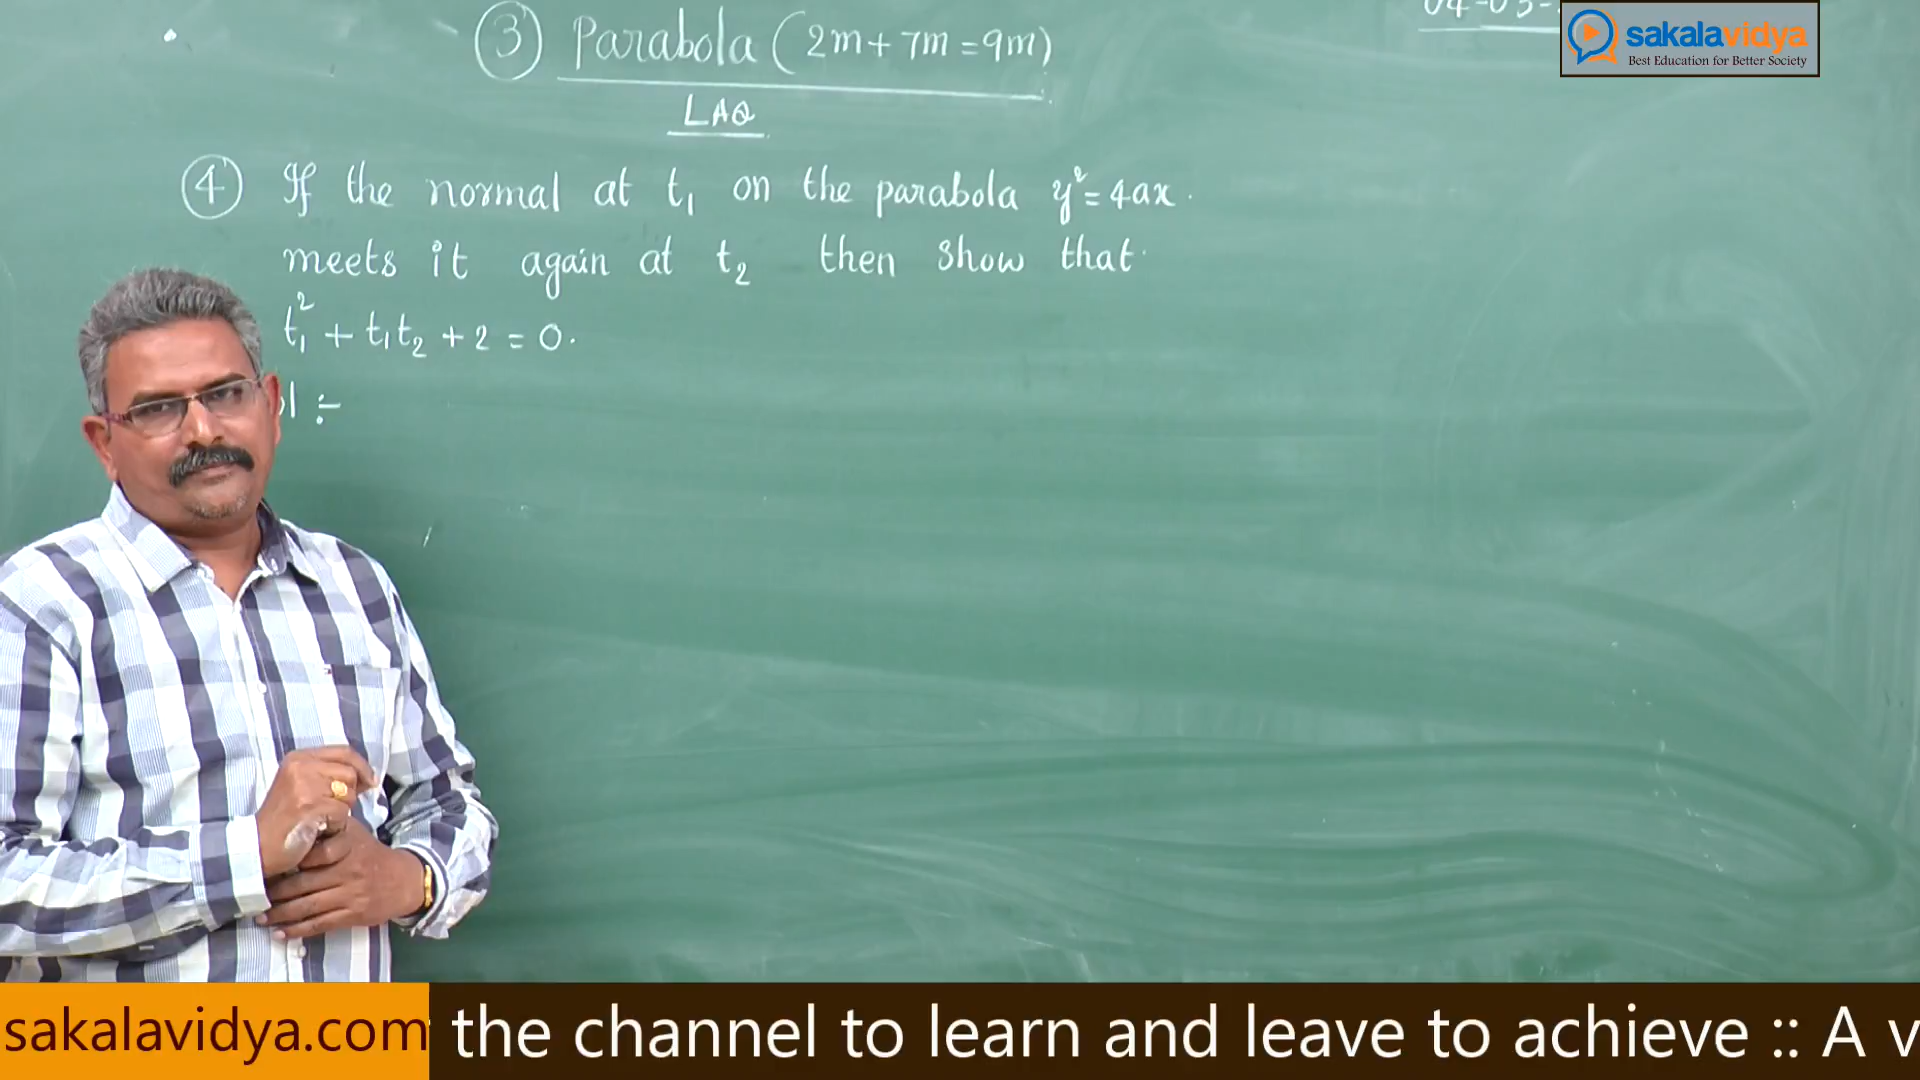 ③ Parabola (2m + 7m = 9m)
LAQ
④ If the normal at t₁ on the parabola y² = 4ax.
meets it again at t₂ then show that
t₁² + t₁t₂ + 2 = 0.
:-
sakalavidya
Best Education for Better Society
sakalavidya.com the channel to learn and leave to achieve :: A v